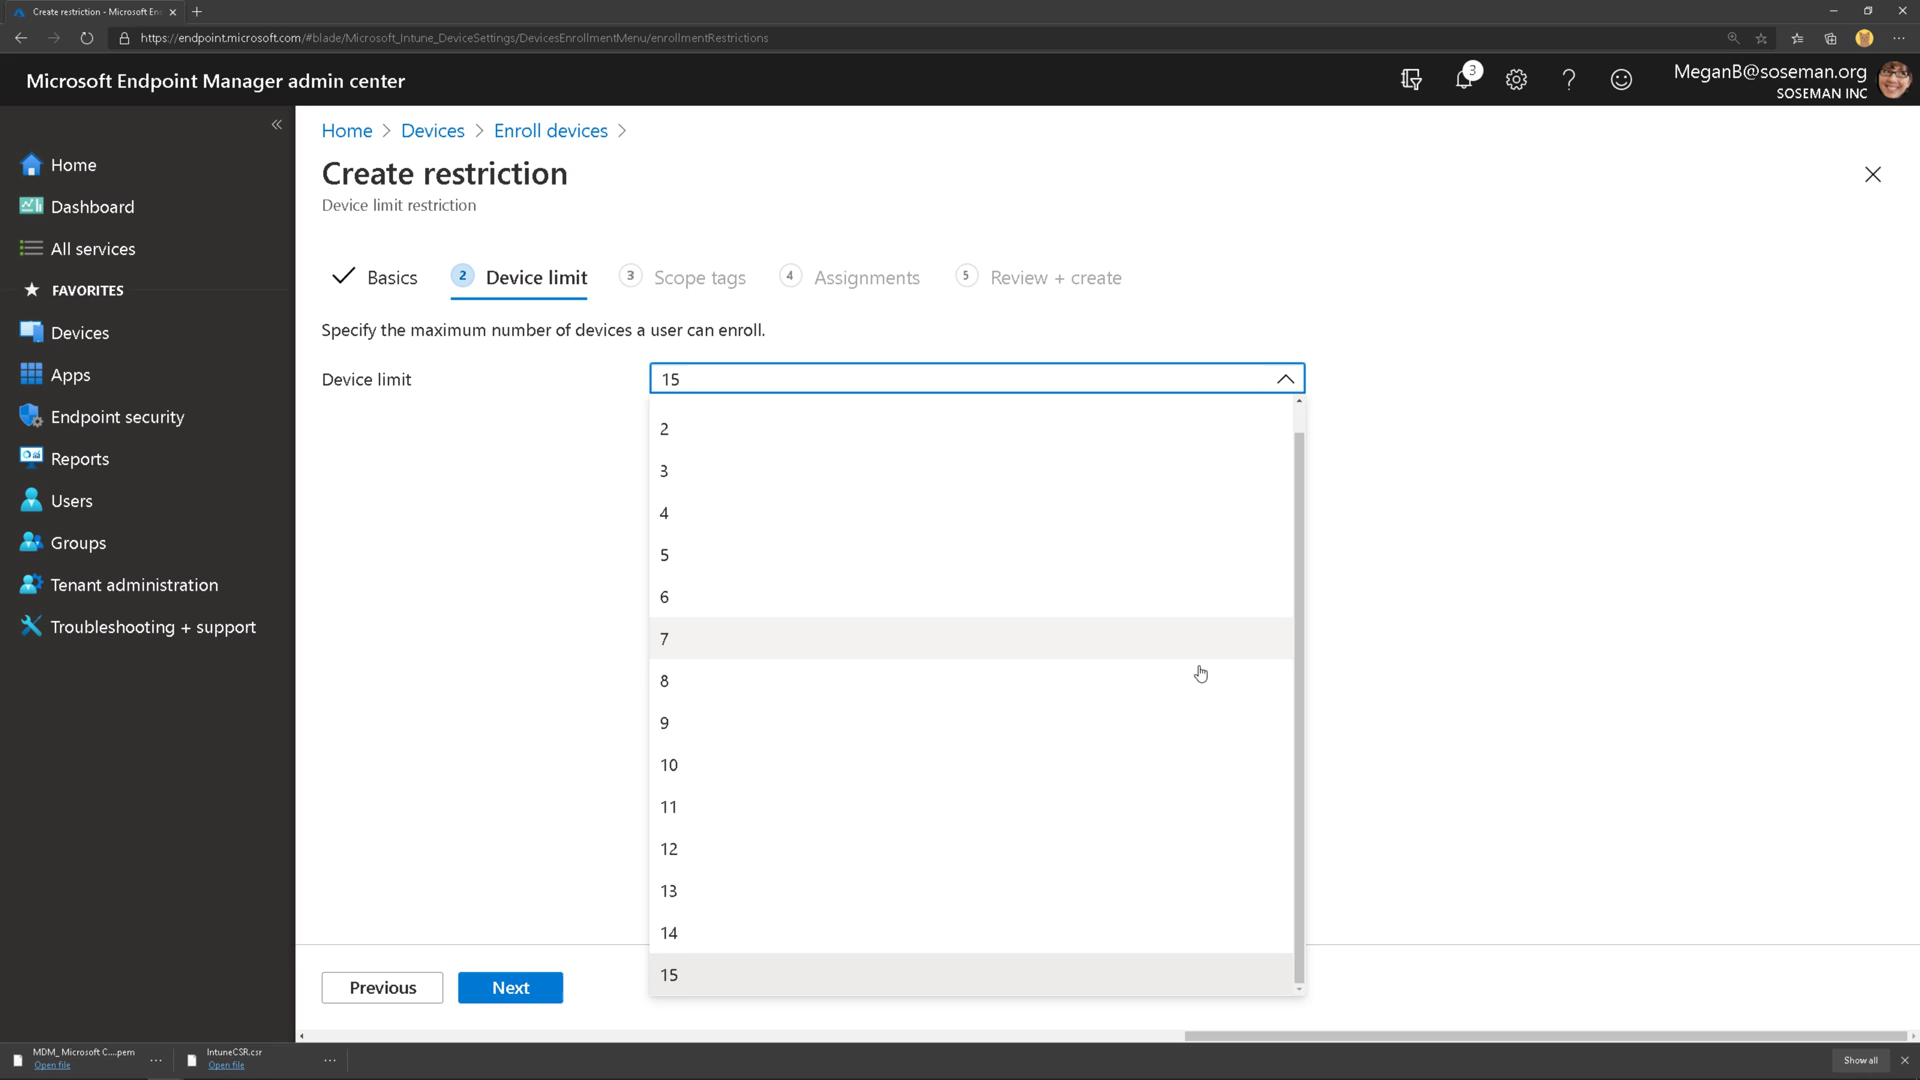 Create restriction - Microsoft En
https://endpoint.microsoft.com/#blade/Microsoft_Intune_DeviceSettings/DevicesEnrollmentMenu/enrollmentRestrictions
Microsoft Endpoint Manager admin center
3
MeganB@soseman.org
SOSEMAN INC
Home
Dashboard
All services
FAVORITES
Devices
Apps
Endpoint security
Reports
Users
Groups
Tenant administration
Troubleshooting + support
Home > Devices > Enroll devices >
Create restriction
Device limit restriction
Basics 2 Device limit 3 Scope tags 4 Assignments 5 Review + create
Specify the maximum number of devices a user can enroll.
Device limit 15
2
3
4
5
6
7
8
9
10
11
12
13
14
15
Previous Next
MDM_ Microsoft C....pem
Open file
IntuneCSR.csr
Open file
Show all